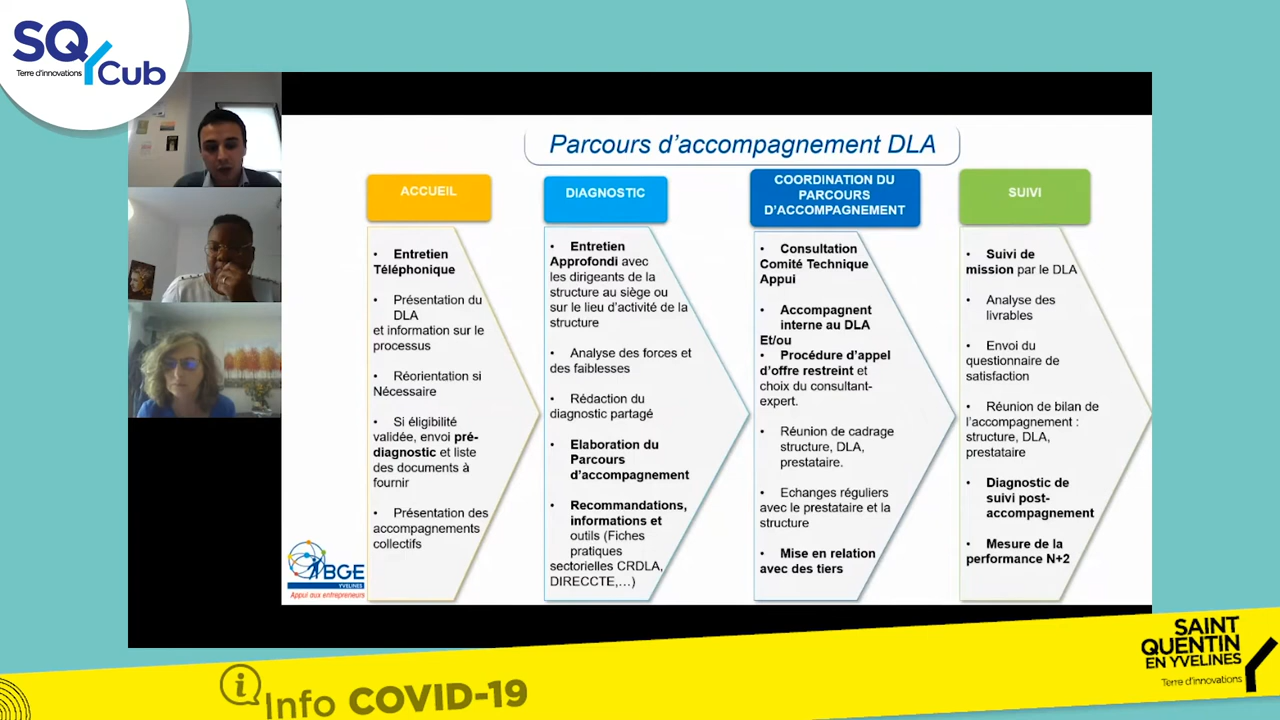 SQY
Cub
Terre d'innovations
Parcours d'accompagnement DLA
ACCUEIL
• Entretien
Téléphonique
• Présentation du
DLA
et information sur le
processus
• Réorientation si
Nécessaire
• Si éligibilité
validée, envoi pré-
diagnostic et liste
des documents à
fournir
• Présentation des
accompagnements
collectifs
DIAGNOSTIC
• Entretien
Approfondi avec
les dirigeants de la
structure au siège ou
sur le lieu d'activité de la
structure
• Analyse des forces et
des faiblesses
• Rédaction du
diagnostic partagé
• Elaboration du
Parcours
d'accompagnement
• Recommandations,
informations et
outils (Fiches
pratiques
sectorielles CRDLA,
DIRECCTE,…)
COORDINATION DU
PARCOURS
D'ACCOMPAGNEMENT
• Consultation
Comité Technique
Appui
• Accompagnent
interne au DLA
Et/ou
• Procédure d'appel
d'offre restreint et
choix du consultant-
expert.
• Réunion de cadrage
structure, DLA,
prestataire.
• Echanges réguliers
avec le prestataire et la
structure
• Mise en relation
avec des tiers
SUIVI
• Suivi de
mission par le DLA
• Analyse des
livrables
• Envoi du
questionnaire de
satisfaction
• Réunion de bilan de
l'accompagnement :
structure, DLA,
prestataire
• Diagnostic de
suivi post-
accompagnement
• Mesure de la
performance N+2
BGE
YVELINES
Appui aux entrepreneurs
i Info COVID-19
SAINT
QUENTIN
EN YVELINES
Terre d'innovations